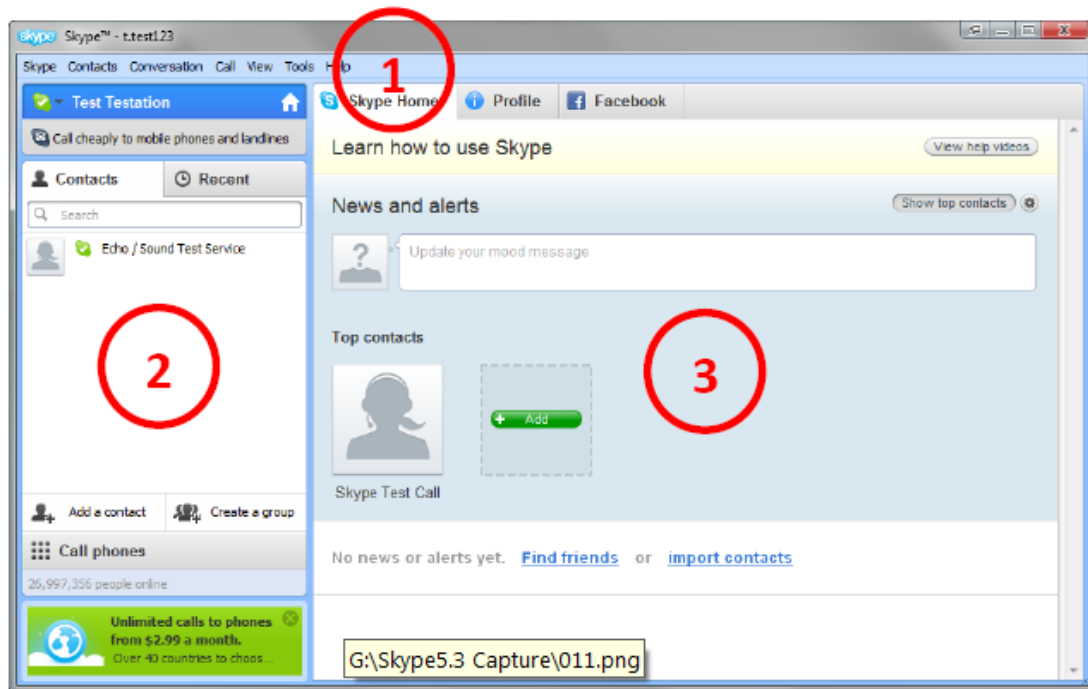 skype Skype™ - t.test123
Skype Contacts Conversation Call View Tools Help
1
Test Testation
Skype Home Profile Facebook
Call cheaply to mobile phones and landlines
Learn how to use Skype View help videos
Contacts Recent
Search
News and alerts Show top contacts
Echo / Sound Test Service
? Update your mood message
2
Top contacts
3
Add
Skype Test Call
Add a contact Create a group
Call phones
No news or alerts yet. Find friends or import contacts
26,997,356 people online
Unlimited calls to phones
from $2.99 a month.
Over 40 countries to choos...
G:\Skype5.3 Capture\011.png